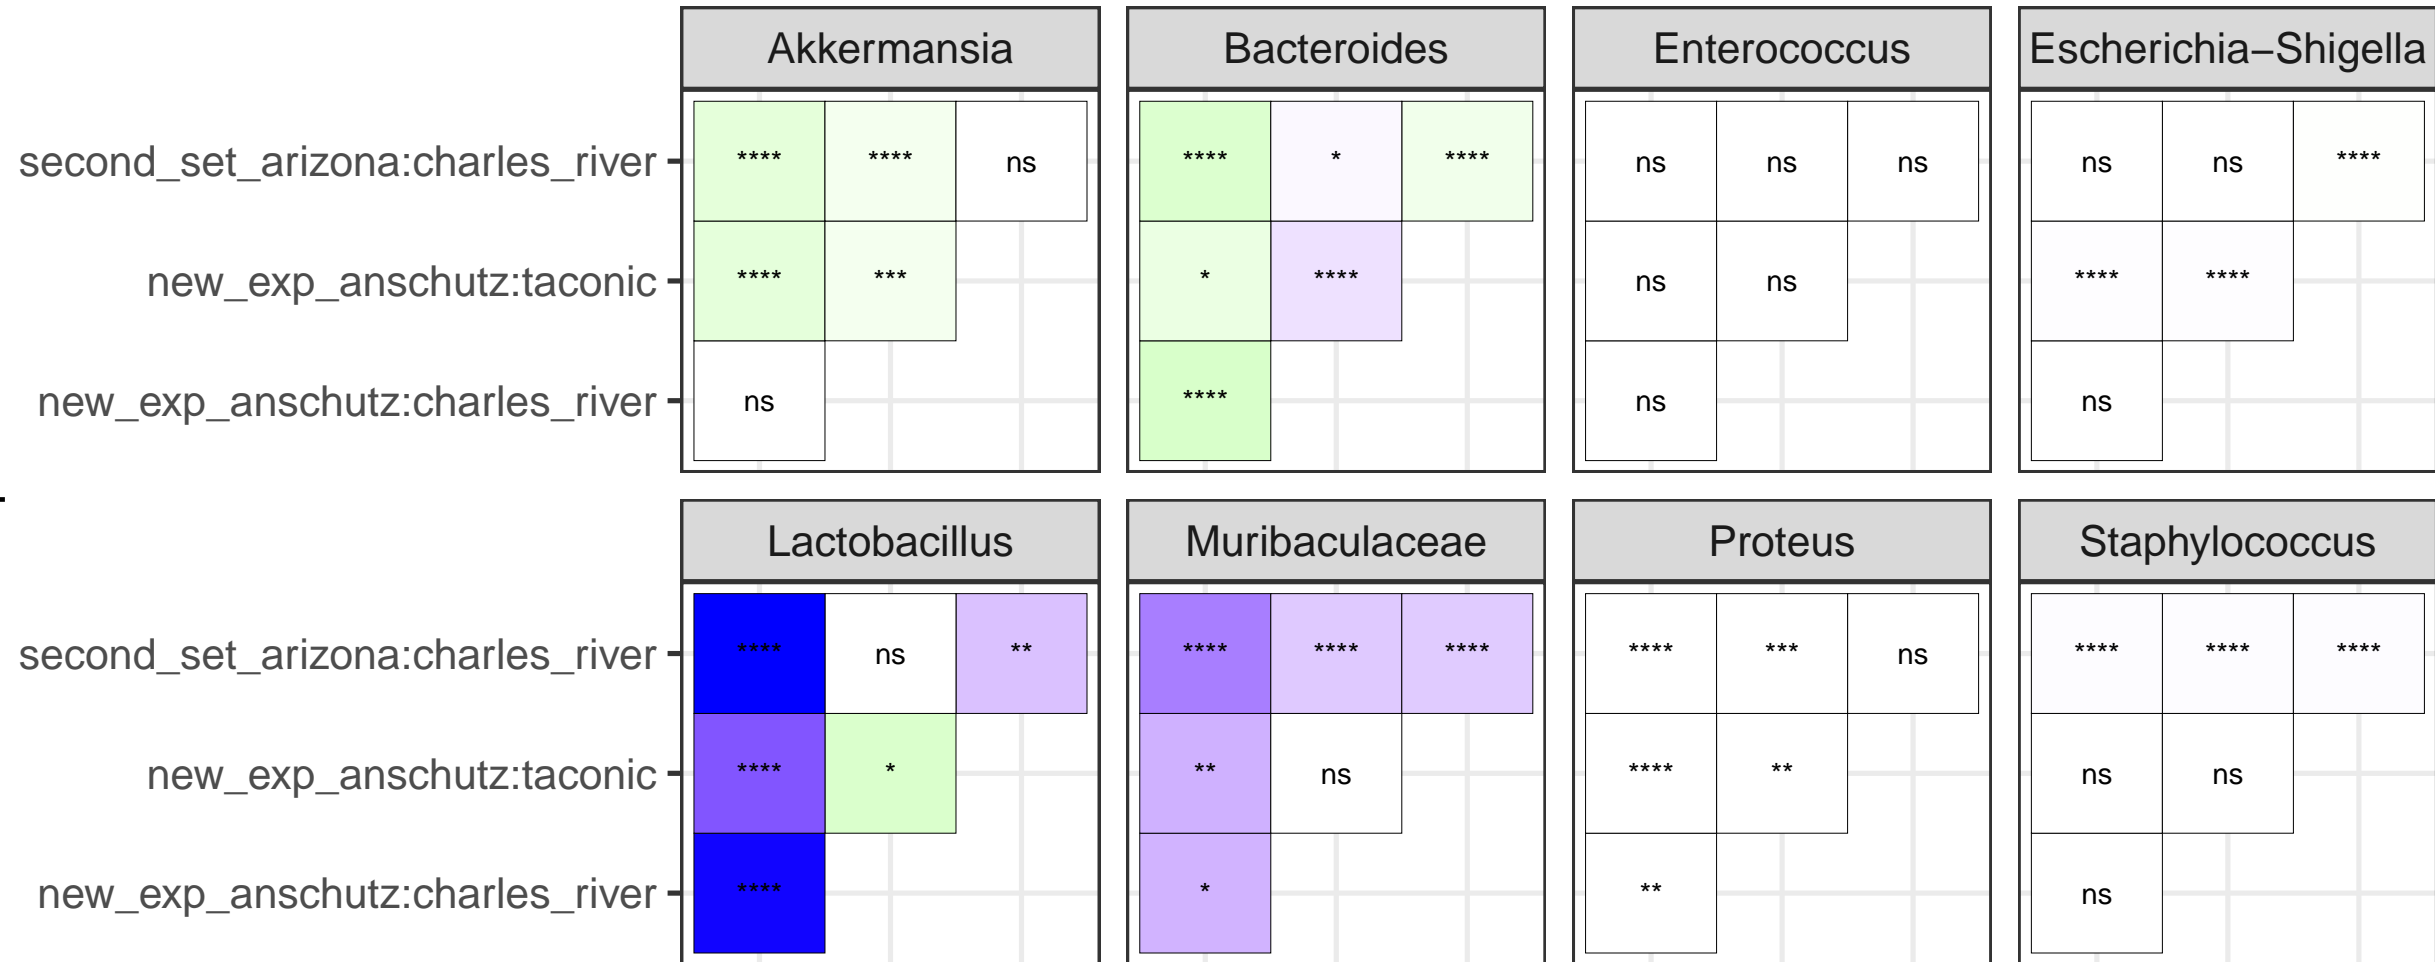 Akkermansia Bacteroides Enterococcus Escherichia−Shigella
second_set_arizona:charles_river **** **** ns **** * **** ns ns ns ns ns ****
new_exp_anschutz:taconic **** *** * **** ns ns **** ****
new_exp_anschutz:charles_river ns **** ns ns
Lactobacillus Muribaculaceae Proteus Staphylococcus
second_set_arizona:charles_river **** ns ** **** **** **** **** *** ns **** **** ****
new_exp_anschutz:taconic **** * ** ns **** ** ns ns
new_exp_anschutz:charles_river **** * ** ns